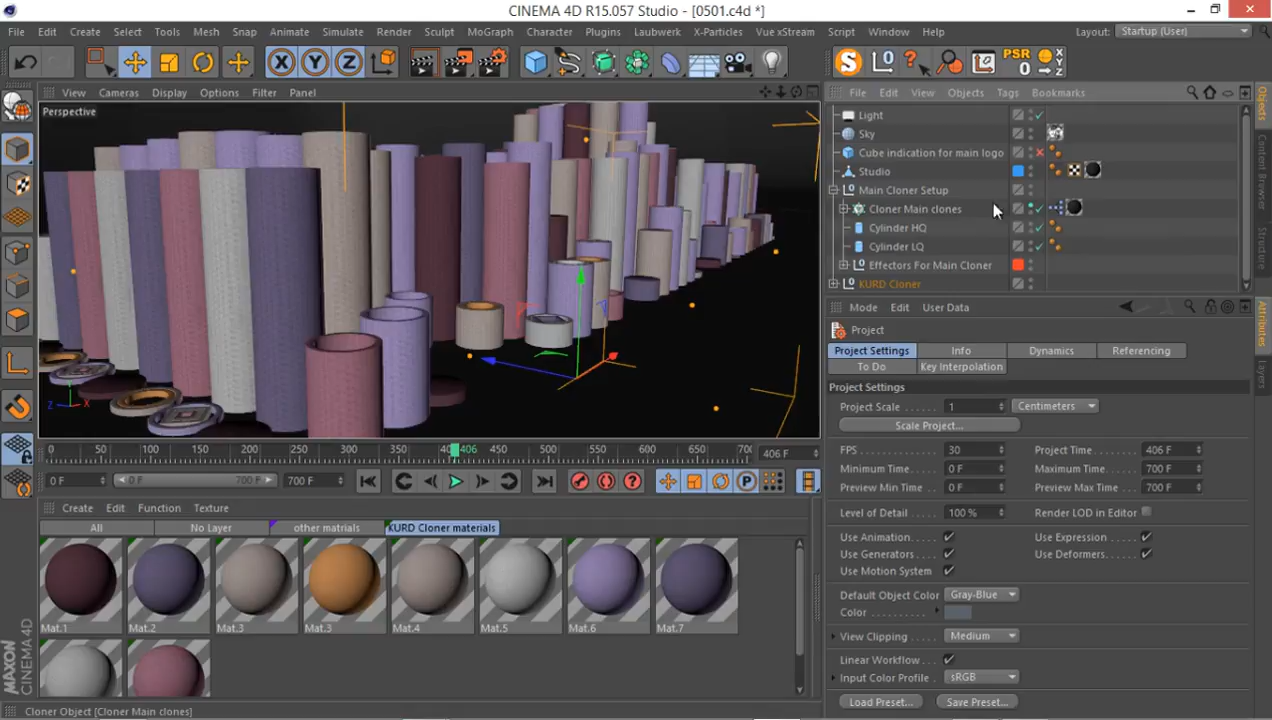 CINEMA 4D R15.057 Studio - [0501.c4d *]
File Edit Create Select Tools Mesh Snap Animate Simulate Render Sculpt MoGraph Character Plugins Laubwerk X-Particles Vue xStream Script Window Help Layout: Startup (User)
X Y Z S PSR 0
View Cameras Display Options Filter Panel
File Edit View Objects Tags Bookmarks
Perspective
Light
Sky
Cube indication for main logo
Studio
Main Cloner Setup
Cloner Main clones
Cylinder HQ
Cylinder LQ
Effectors For Main Cloner
KURD Cloner
Objects
Content Browser
Structure
Mode Edit User Data
Project
Project Settings Info Dynamics Referencing
To Do Key Interpolation
Project Settings
Project Scale 1 Centimeters
Scale Project...
FPS 30 Project Time 406 F
Minimum Time 0 F Maximum Time 700 F
Preview Min Time 0 F Preview Max Time 700 F
Level of Detail 100 % Render LOD in Editor
Use Animation Use Expression
Use Generators Use Deformers
Use Motion System
Default Object Color Gray-Blue
Color
View Clipping Medium
Linear Workflow
Input Color Profile sRGB
Load Preset... Save Preset...
Attributes
Layers
Z X
0 50 100 150 200 250 300 350 406 450 500 550 600 650 700 406 F
0 F 0 F 700 F 700 F P
Create Edit Function Texture
All No Layer other matrials KURD Cloner materials
Mat.1 Mat.2 Mat.3 Mat.3 Mat.4 Mat.5 Mat.6 Mat.7
MAXON CINEMA 4D
Cloner Object [Cloner Main clones]